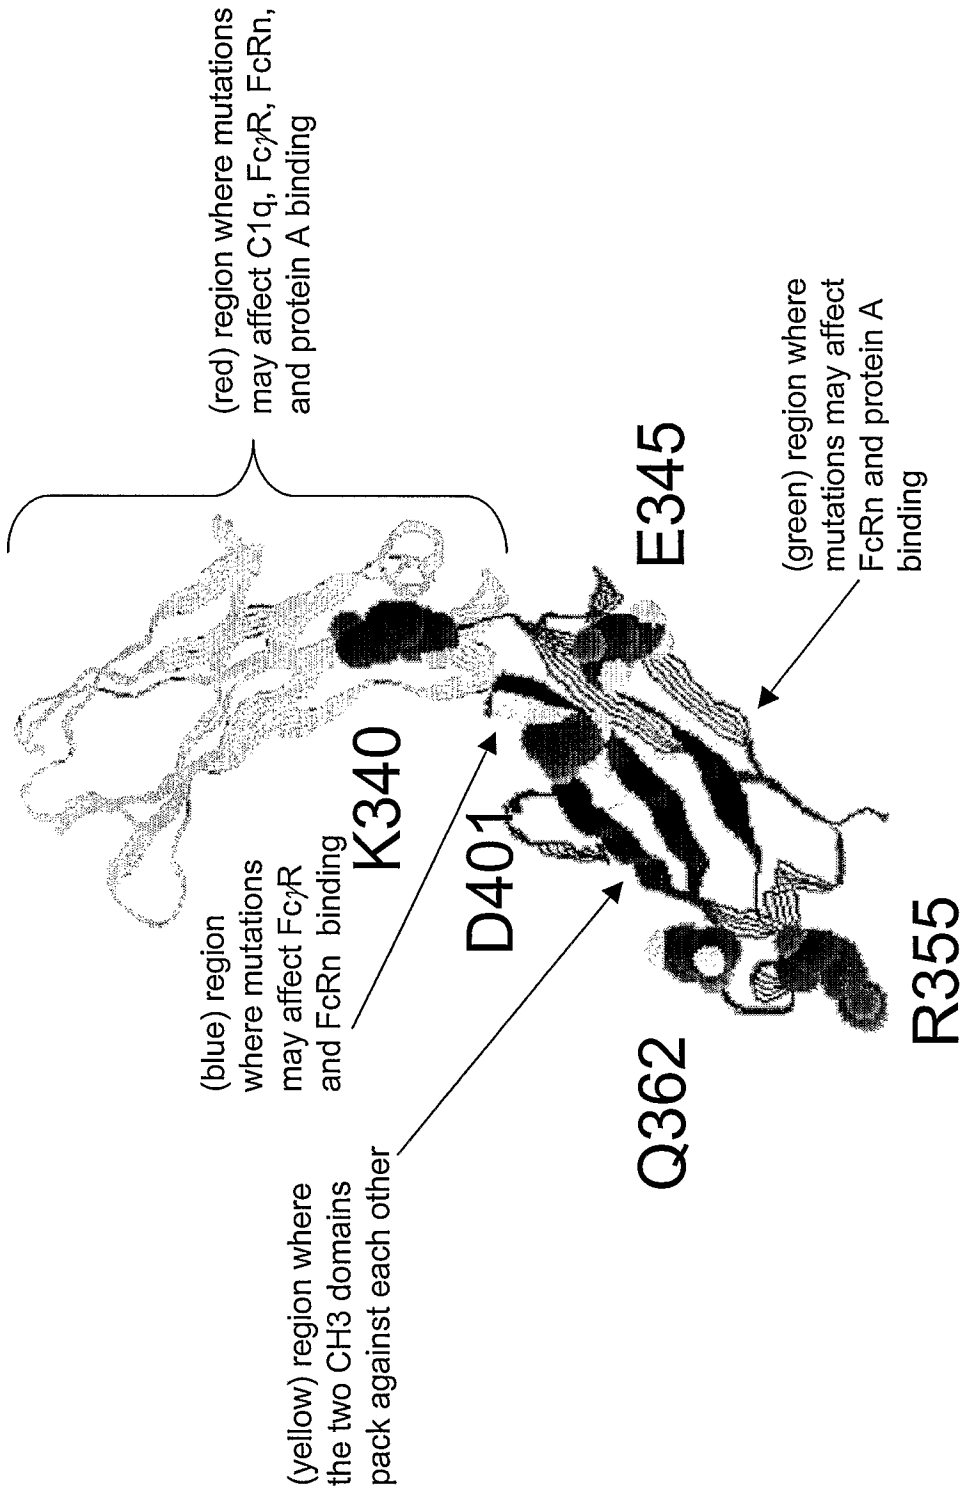 (red) region where mutations
may affect C1q, FcγR, FcRn,
and protein A binding
(blue) region
where mutations
may affect FcγR
and FcRn binding
(yellow) region where
the two CH3 domains
pack against each other
K340
D401
E345
Q362
R355
(green) region where
mutations may affect
FcRn and protein A
binding